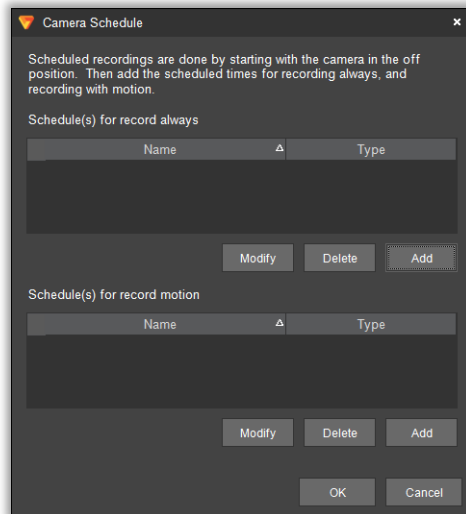 Camera Schedule
Scheduled recordings are done by starting with the camera in the off
position. Then add the scheduled times for recording always, and
recording with motion.
Schedule(s) for record always
Name Type
Modify Delete Add
Schedule(s) for record motion
Name Type
Modify Delete Add
OK Cancel